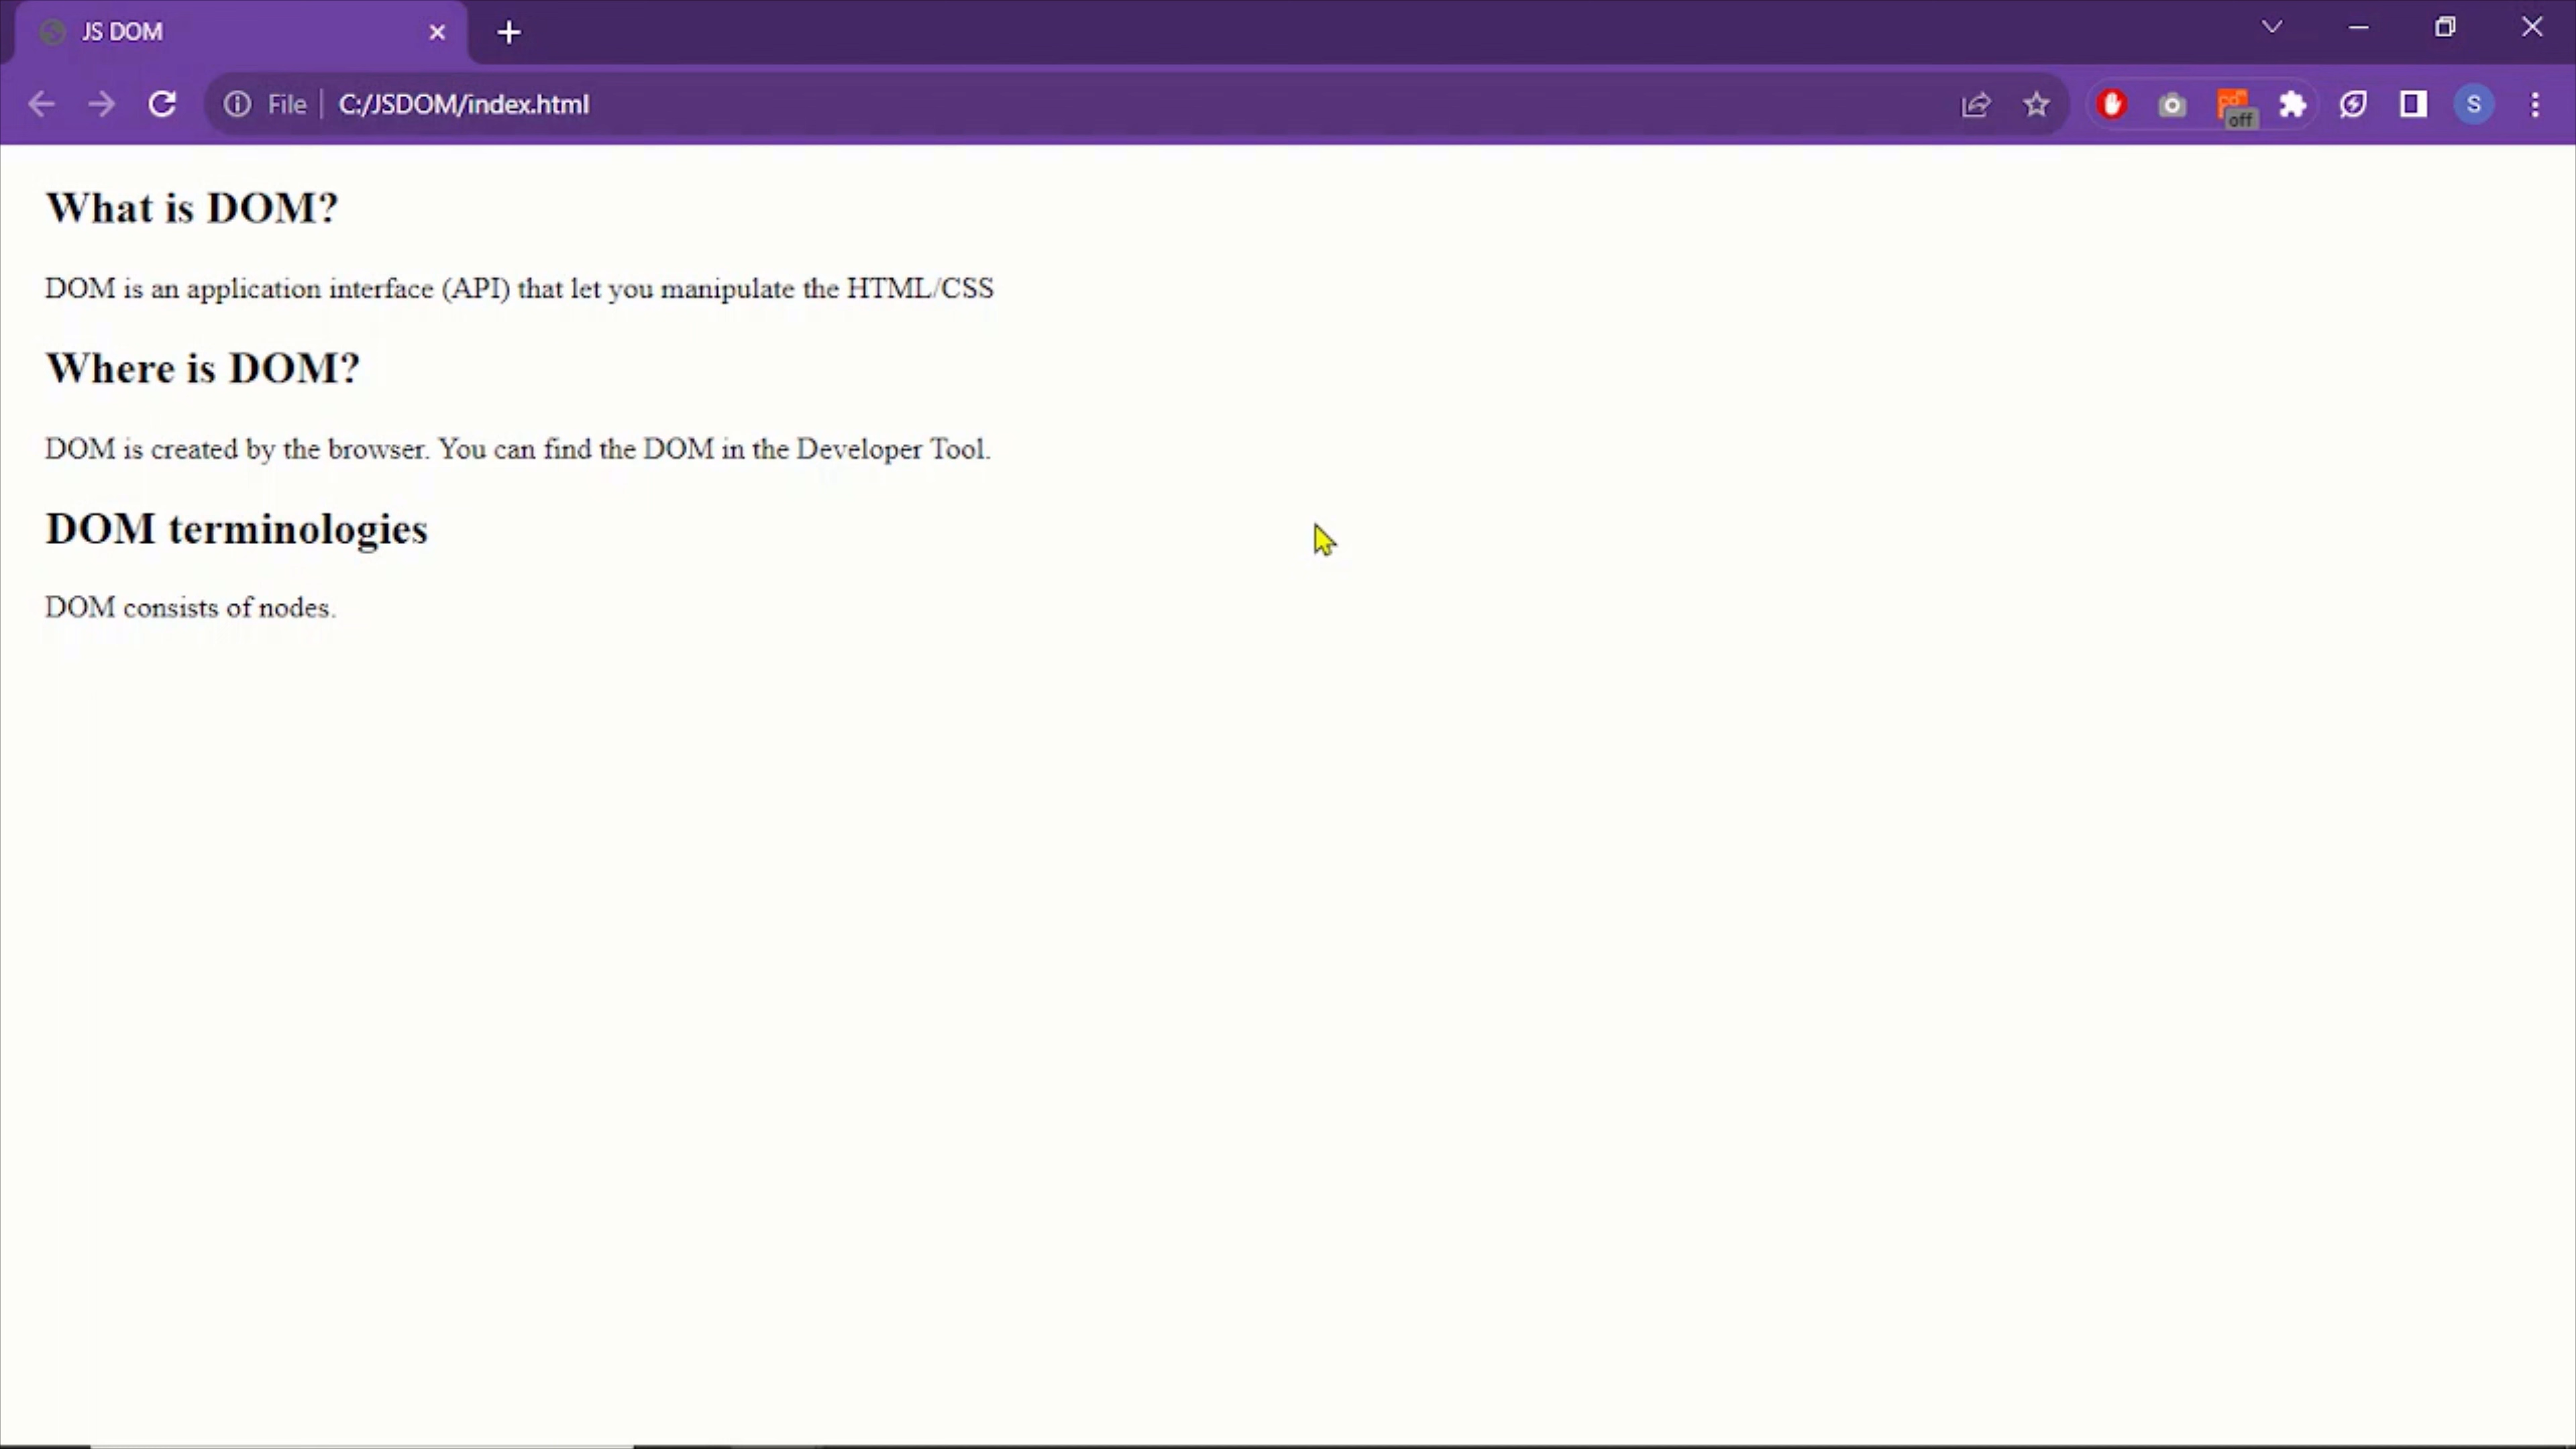 JS DOM
File
C:/JSDOM/index.html
off
S
What is DOM?
DOM is an application interface (API) that let you manipulate the HTML/CSS
Where is DOM?
DOM is created by the browser. You can find the DOM in the Developer Tool.
DOM terminologies
DOM consists of nodes.